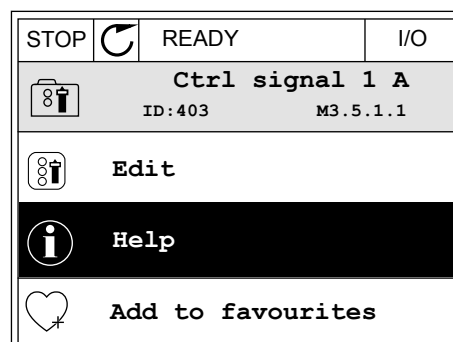 STOP READY I/O
Ctrl signal 1 A
ID:403 M3.5.1.1
Edit
Help
Add to favourites